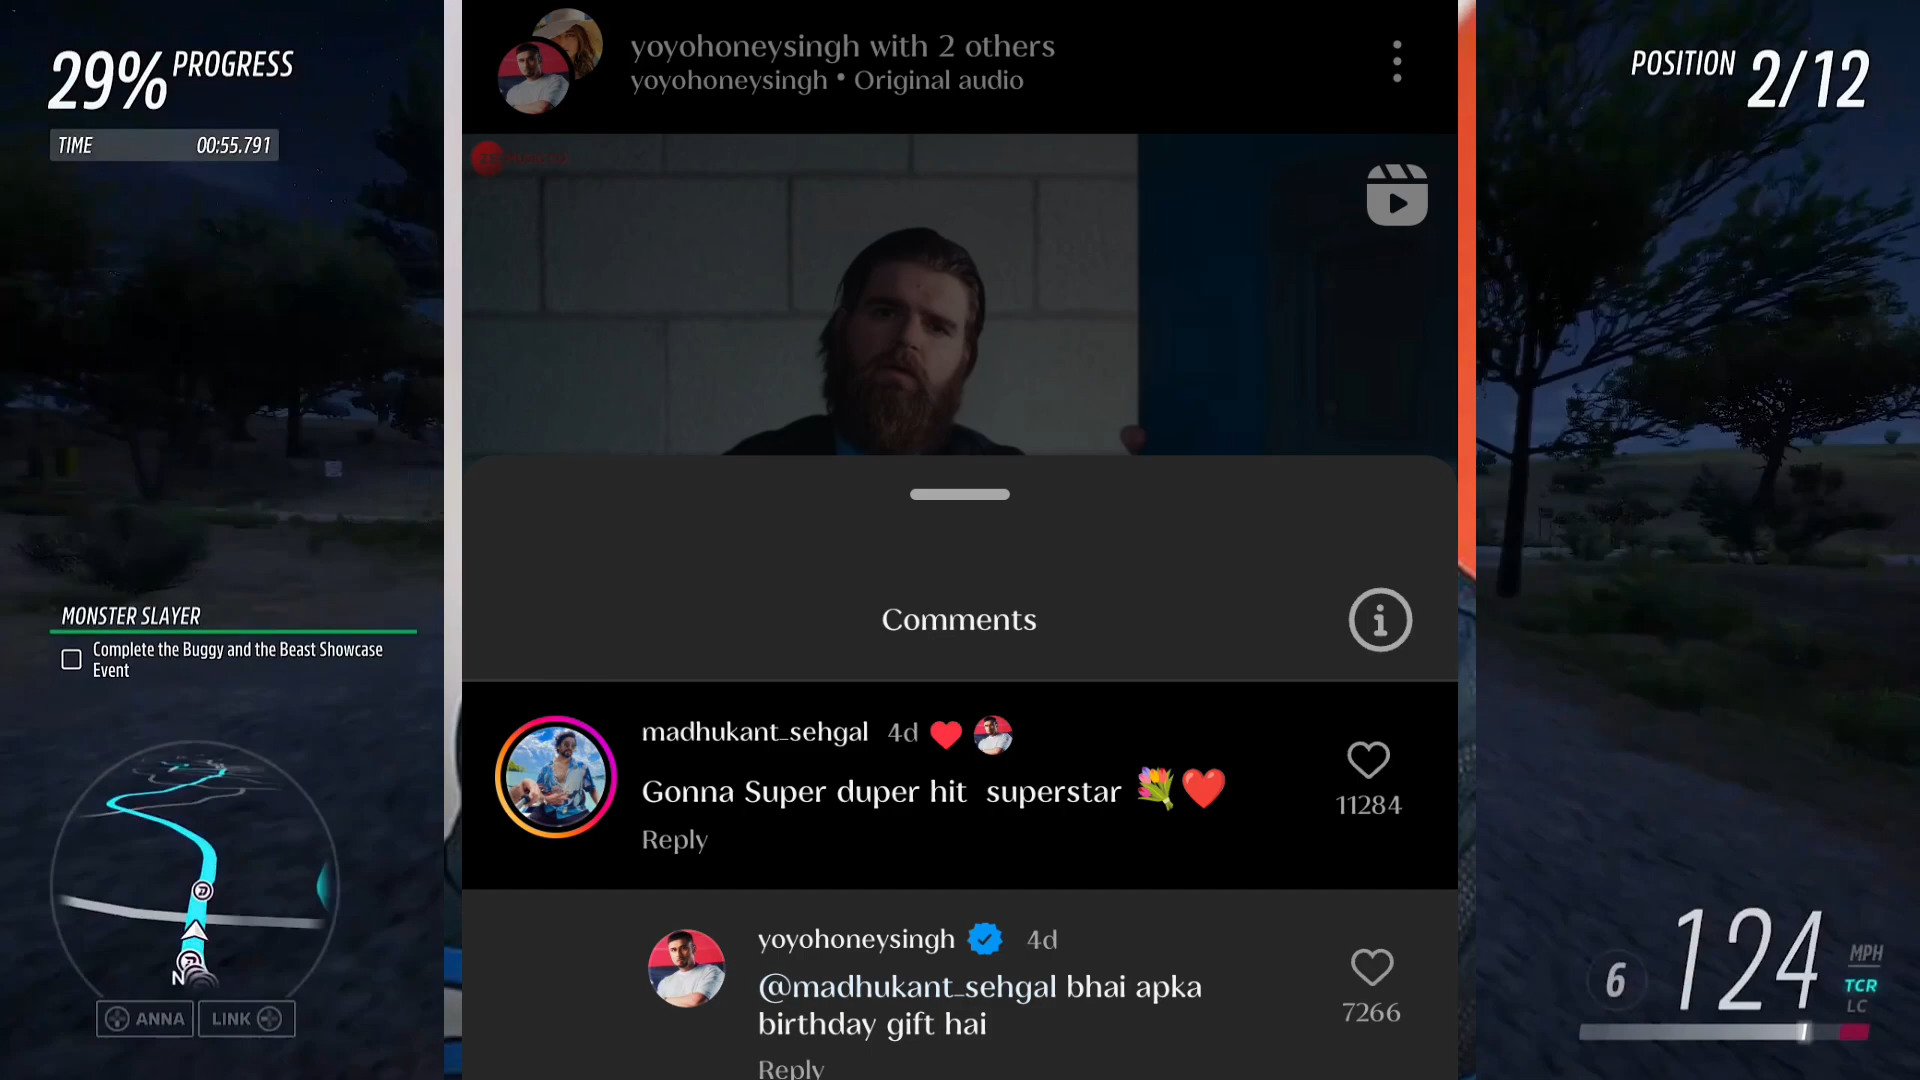 29% PROGRESS
TIME 00:55.791
POSITION 2/12
yoyohoneysingh with 2 others
yoyohoneysingh • Original audio
Comments
madhukant_sehgal 4d ❤️
Gonna Super duper hit superstar 💐❤️
11284
Reply
yoyohoneysingh 4d
@madhukant_sehgal bhai apka
birthday gift hai
7266
Reply
MONSTER SLAYER
Complete the Buggy and the Beast Showcase
Event
N
ANNA
LINK
6
124
MPH
TCR
LC